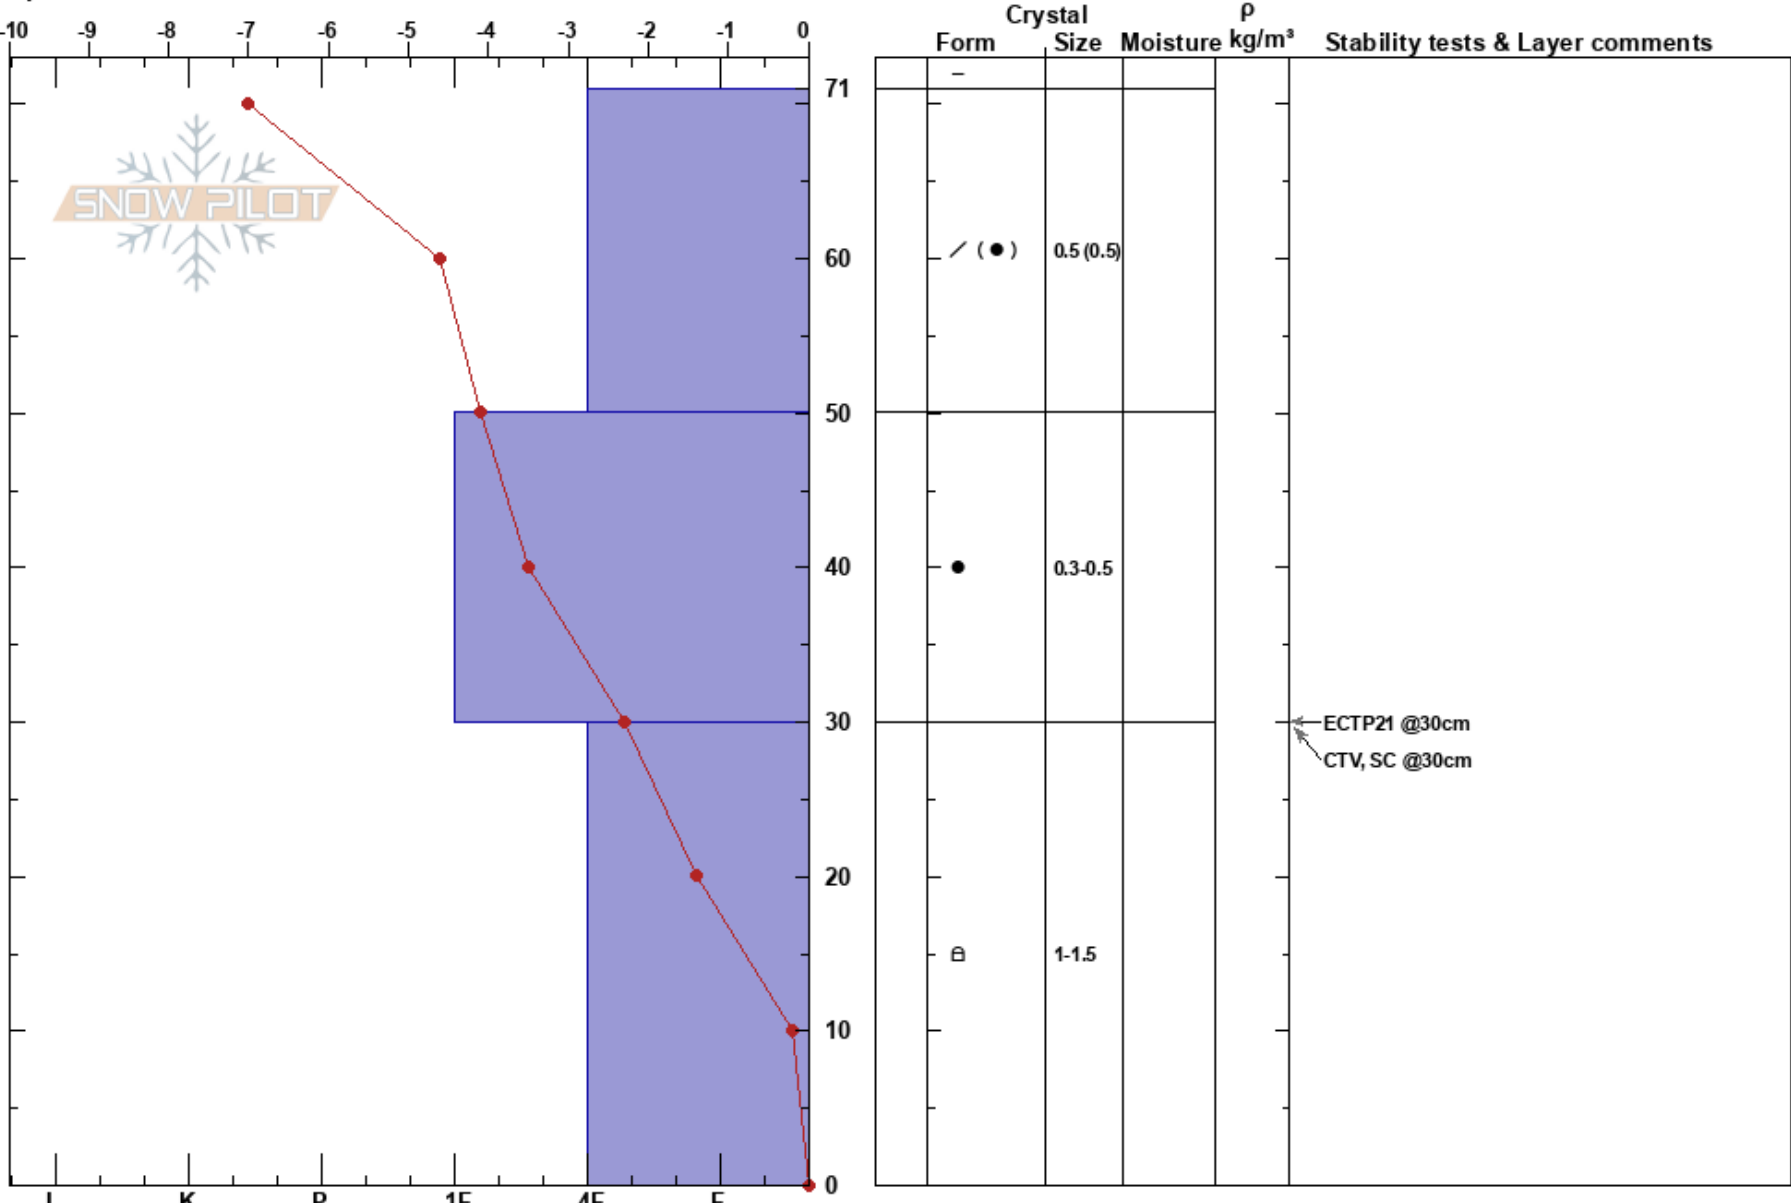 -10 -9 -8 -7 -6 -5 -4 -3 -2 -1 0
Crystal
ρ
Form Size Moisture kg/m³ Stability tests & Layer comments
71
SNOW PILOT
60
0.5 (0.5)
50
40
0.3-0.5
30
ECTP21 @30cm
CTV, SC @30cm
20
1-1.5
10
0
I K P 1F 4F F